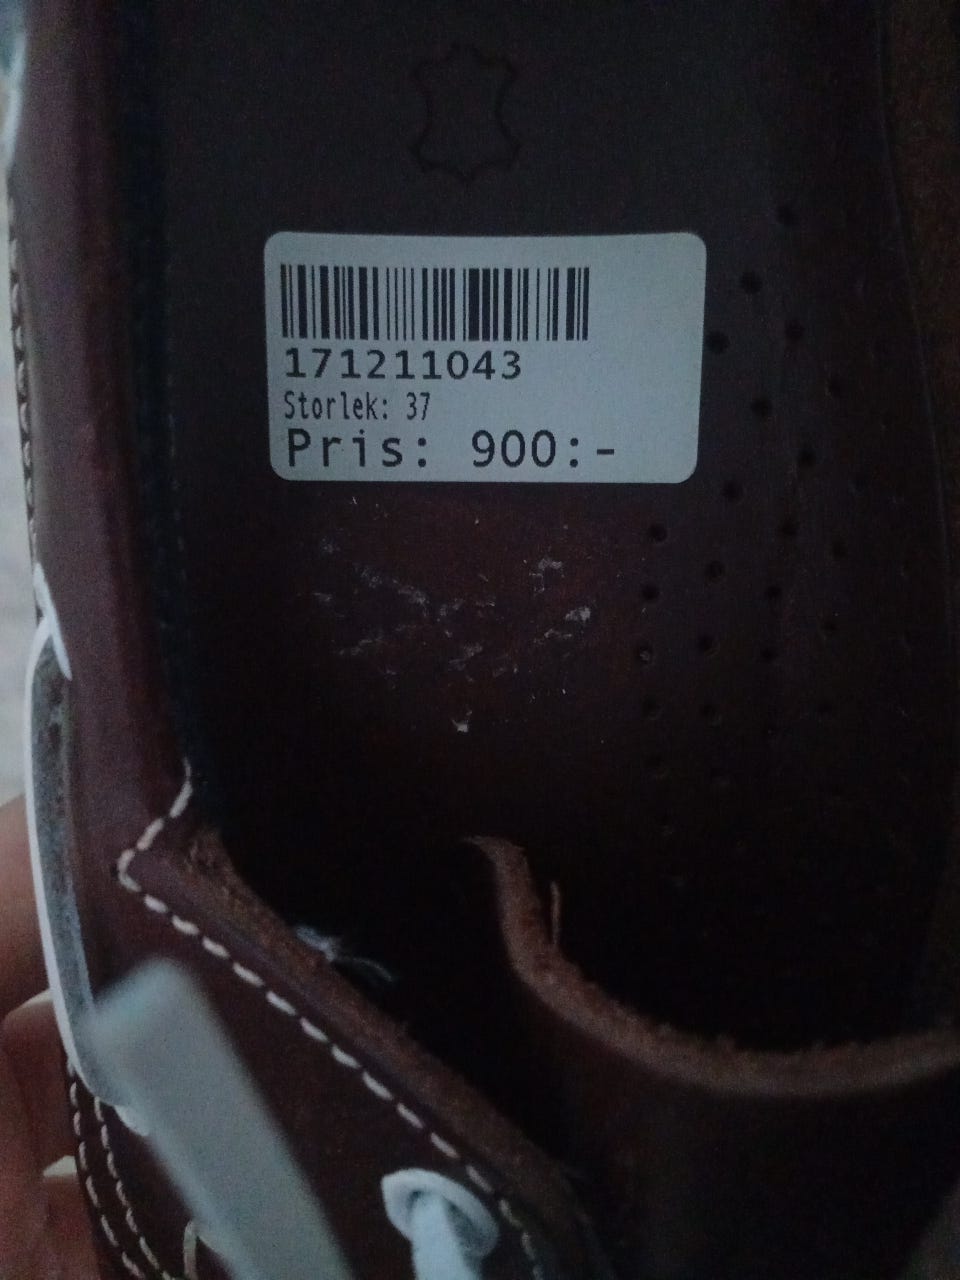 171211043
Storlek: 37
Pris: 900:-